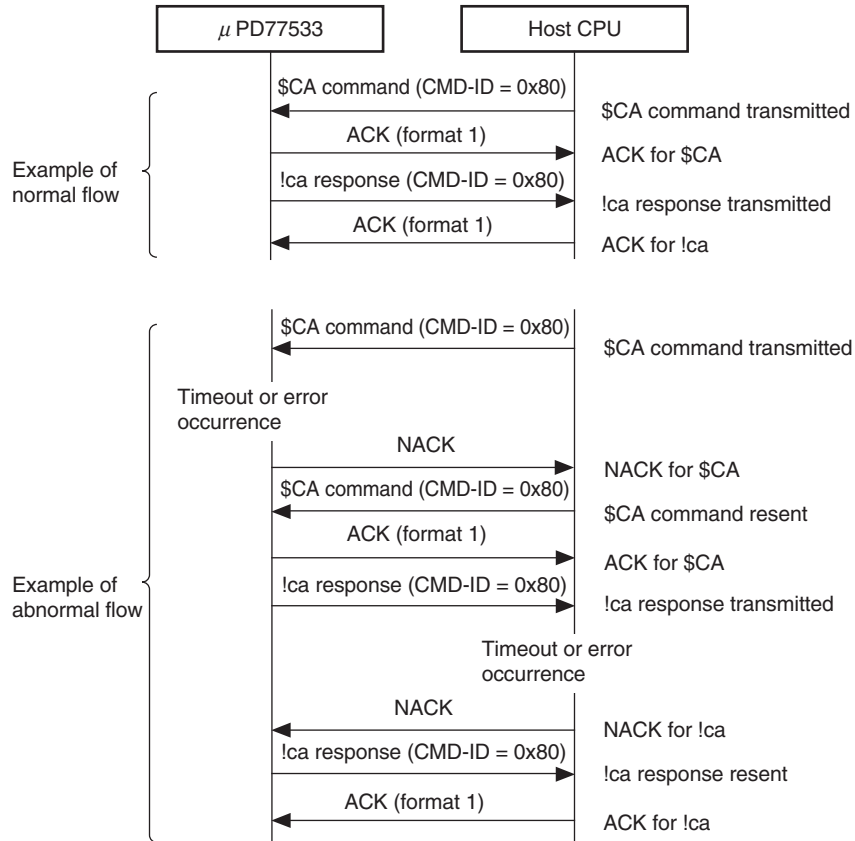 μ PD77533
Host CPU
$CA command (CMD-ID = 0x80)
$CA command transmitted
ACK (format 1)
ACK for $CA
Example of
normal flow
!ca response (CMD-ID = 0x80)
!ca response transmitted
ACK (format 1)
ACK for !ca
$CA command (CMD-ID = 0x80)
$CA command transmitted
Timeout or error
occurrence
NACK
NACK for $CA
$CA command (CMD-ID = 0x80)
$CA command resent
ACK (format 1)
ACK for $CA
Example of
abnormal flow
!ca response (CMD-ID = 0x80)
!ca response transmitted
Timeout or error
occurrence
NACK
NACK for !ca
!ca response (CMD-ID = 0x80)
!ca response resent
ACK (format 1)
ACK for !ca